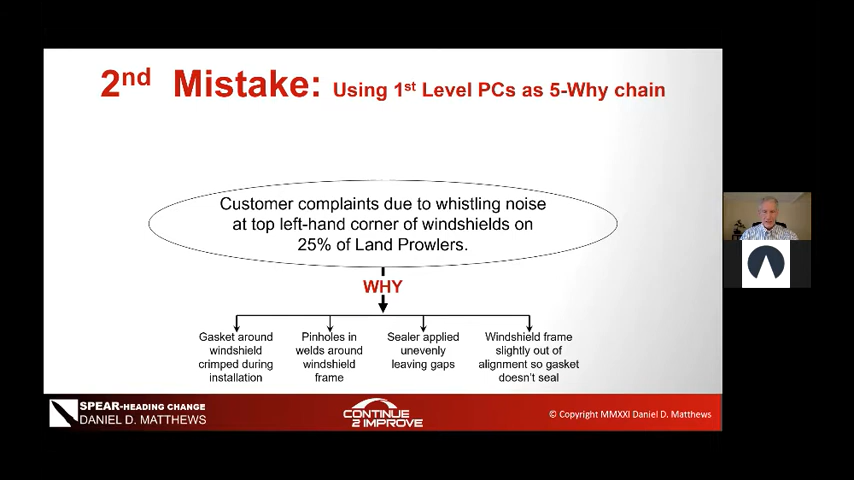 2nd Mistake: Using 1st Level PCs as 5-Why chain
Customer complaints due to whistling noise
at top left-hand corner of windshields on
25% of Land Prowlers.
WHY
Gasket around
windshield
crimped during
installation
Pinholes in
welds around
windshield
frame
Sealer applied
unevenly
leaving gaps
Windshield frame
slightly out of
alignment so gasket
doesn't seal
SPEAR-HEADING CHANGE
DANIEL D. MATTHEWS
CONTINUE
2 IMPROVE
© Copyright MMXXI Daniel D. Matthews